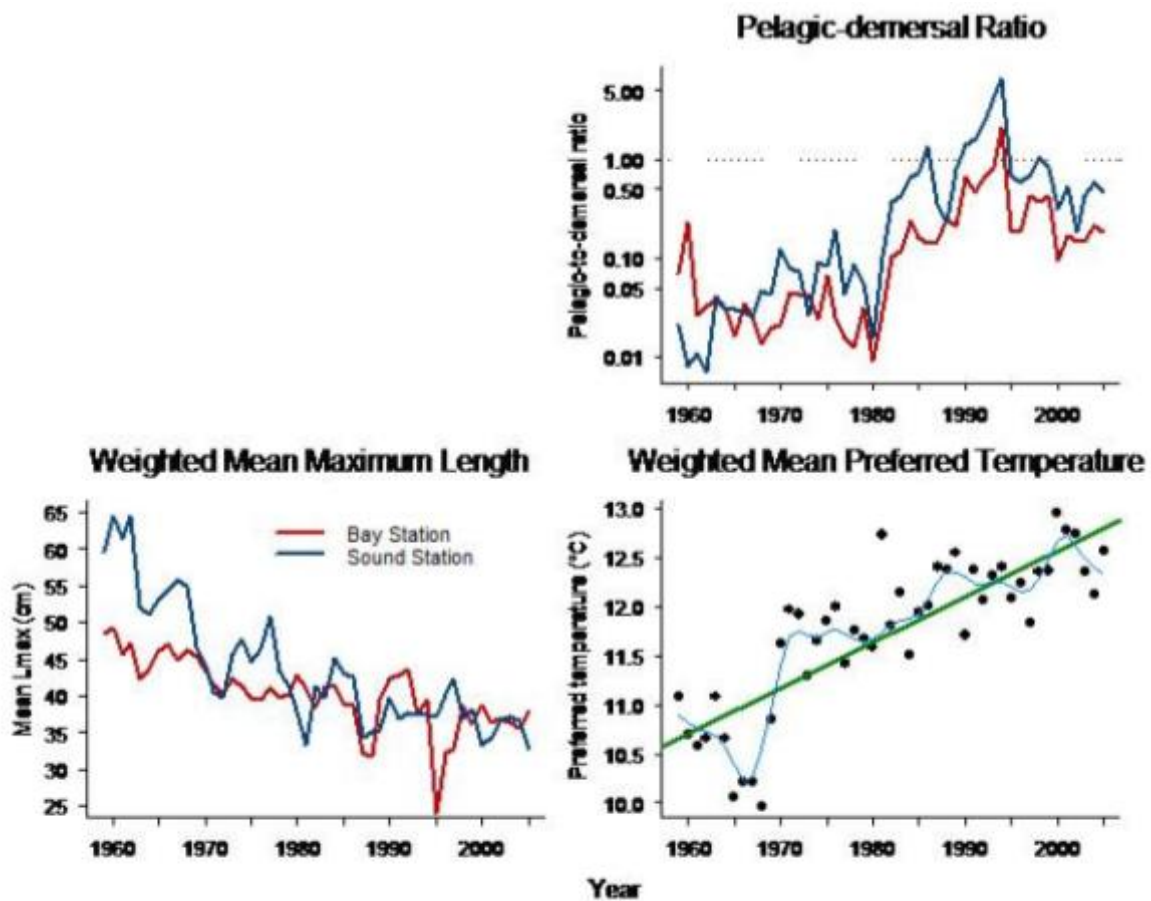 Pelagic-demersal Ratio
Pelagic-to-demersal ratio
5.00
1.00
0.50
0.10
0.05
0.01
1960 1970 1980 1990 2000
Weighted Mean Maximum Length
Mean Lmax (cm)
65
60
55
50
45
40
35
30
25
Bay Station
Sound Station
1960 1970 1980 1990 2000
Weighted Mean Preferred Temperature
Preferred temperature (°C)
13.0
12.5
12.0
11.5
11.0
10.5
10.0
1960 1970 1980 1990 2000
Year